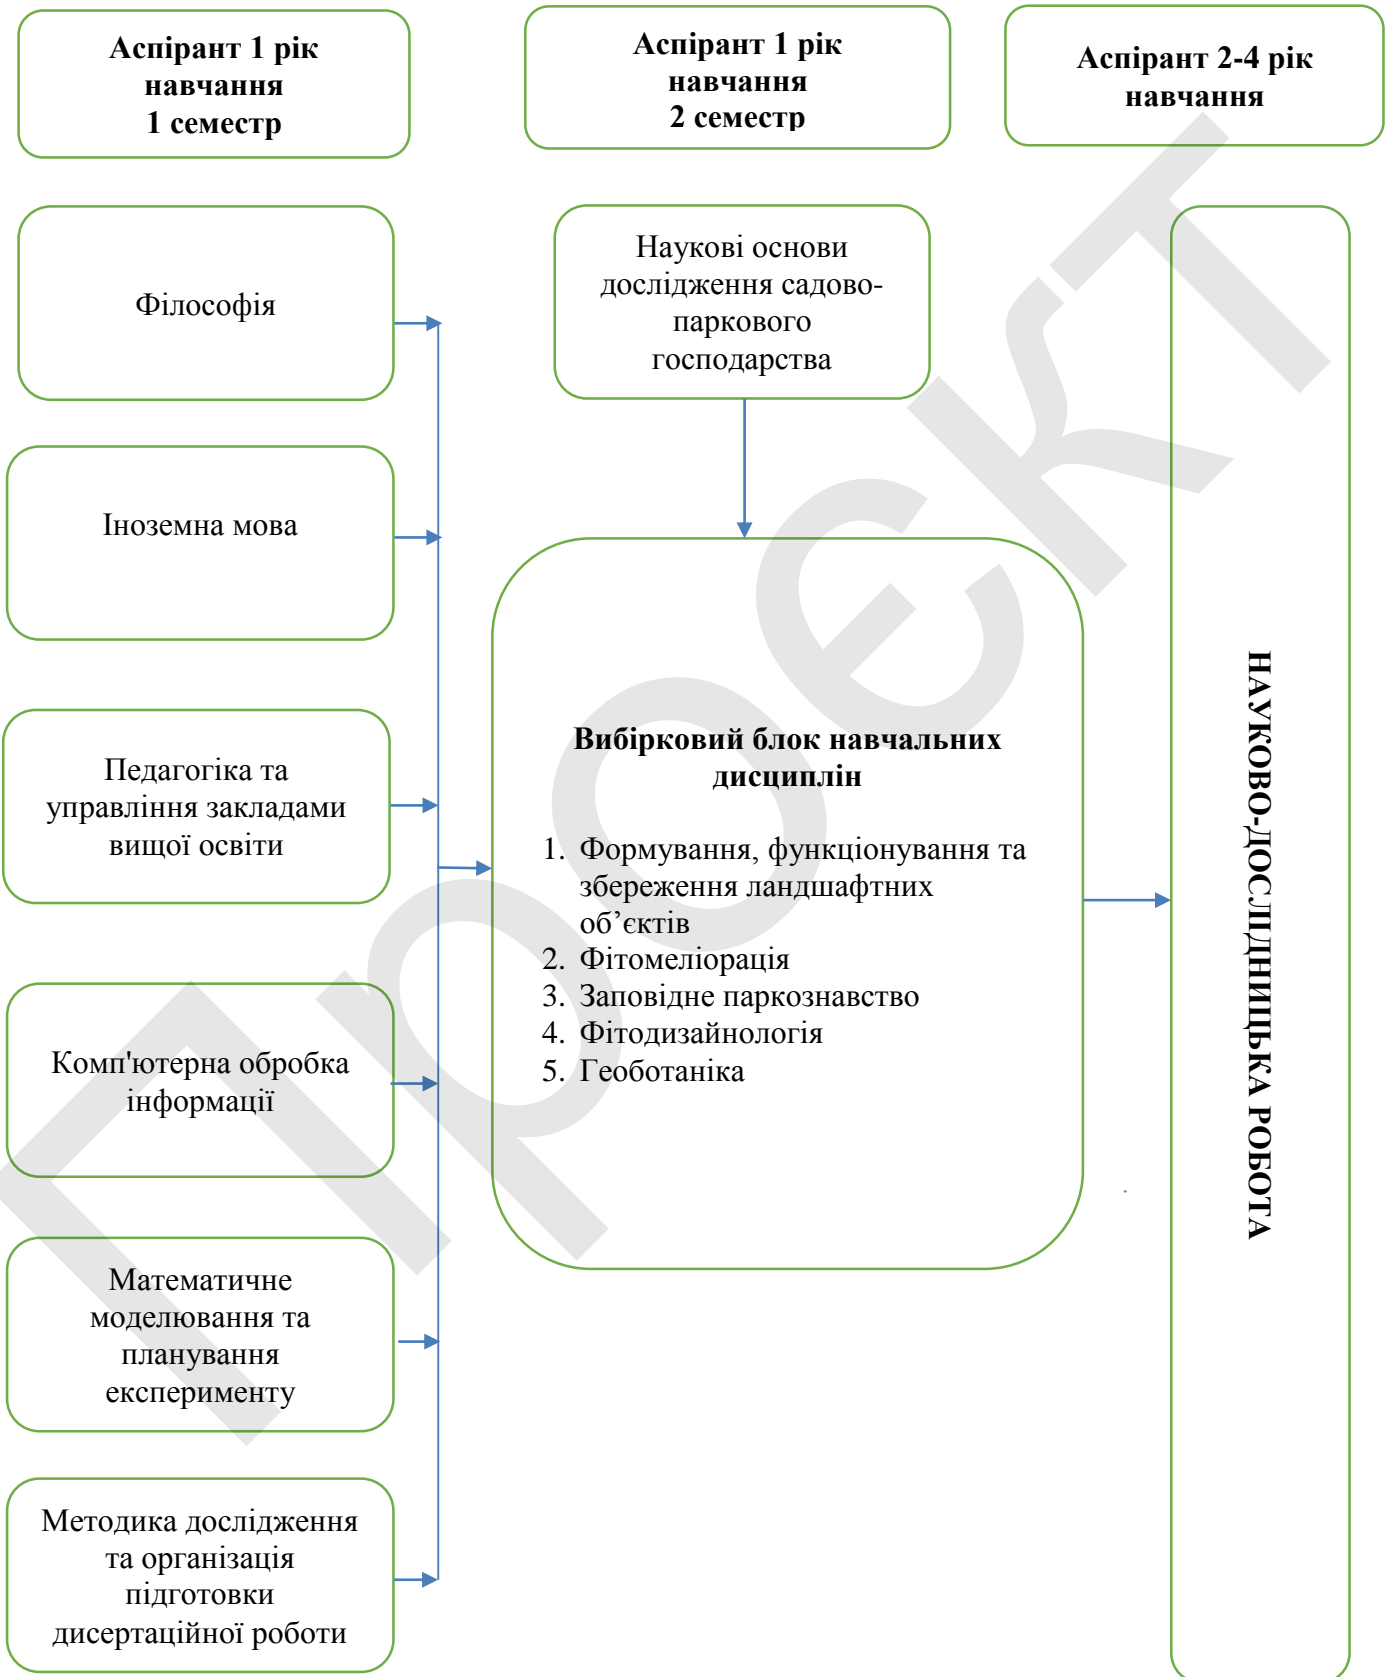 Аспірант 1 рік
навчання
1 семестр
Аспірант 1 рік
навчання
2 семестр
Аспірант 2-4 рік
навчання
Філософія
Іноземна мова
Педагогіка та
управління закладами
вищої освіти
Комп'ютерна обробка
інформації
Математичне
моделювання та
планування
експерименту
Методика дослідження
та організація
підготовки
дисертаційної роботи
Наукові основи
дослідження садово-
паркового
господарства
Вибірковий блок навчальних
дисциплін
1. Формування, функціонування та
збереження ландшафтних
об’єктів
2. Фітомеліорація
3. Заповідне паркознавство
4. Фітодизайнологія
5. Геоботаніка
НАУКОВО-ДОСЛІДНИЦЬКА РОБОТА
Проєкт